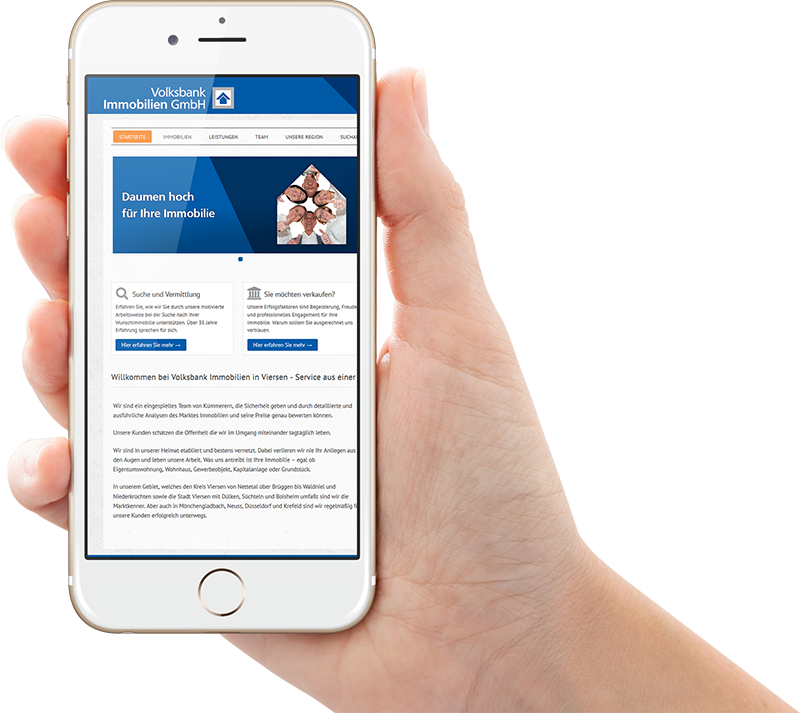 Volksbank
Immobilien GmbH
STARTSEITE IMMOBILIEN LEISTUNGEN TEAM UNSERE REGION SUCHA
Daumen hoch
für Ihre Immobilie
Suche und Vermittlung
Erfahren Sie, wie wir Sie durch unsere motivierte
Arbeitsweise bei der Suche nach Ihrer
Wunschimmobilie unterstützen. Über 35 Jahre
Erfahrung sprechen für sich.
Hier erfahren Sie mehr →
Sie möchten verkaufen?
Unsere Erfolgsfaktoren sind Begeisterung, Freude
und professionelles Engagement für Ihre
Immobilie. Warum sollten Sie ausgerechnet uns
vertrauen.
Hier erfahren Sie mehr →
Willkommen bei Volksbank Immobilien in Viersen - Service aus einer
Wir sind ein eingespieltes Team von Kümmerern, die Sicherheit geben und durch detaillierte und
ausführliche Analysen des Marktes Immobilien und seine Preise genau bewerten können.
Unsere Kunden schätzen die Offenheit die wir im Umgang miteinander tagtäglich leben.
Wir sind in unserer Heimat etabliert und bestens vernetzt. Dabei verlieren wir nie Ihr Anliegen aus
den Augen und leben unsere Arbeit. Was uns antreibt ist Ihre Immobilie – egal ob
Eigentumswohnung, Wohnhaus, Gewerbeobjekt, Kapitalanlage oder Grundstück.
In unserem Gebiet, welches den Kreis Viersen von Nettetal über Brüggen bis Waldniel und
Niederkrüchten sowie die Stadt Viersen mit Dülken, Süchteln und Boisheim umfaßt sind wir die
Marktkenner. Aber auch in Mönchengladbach, Neuss, Düsseldorf und Krefeld sind wir regelmäßig f
unsere Kunden erfolgreich unterwegs.